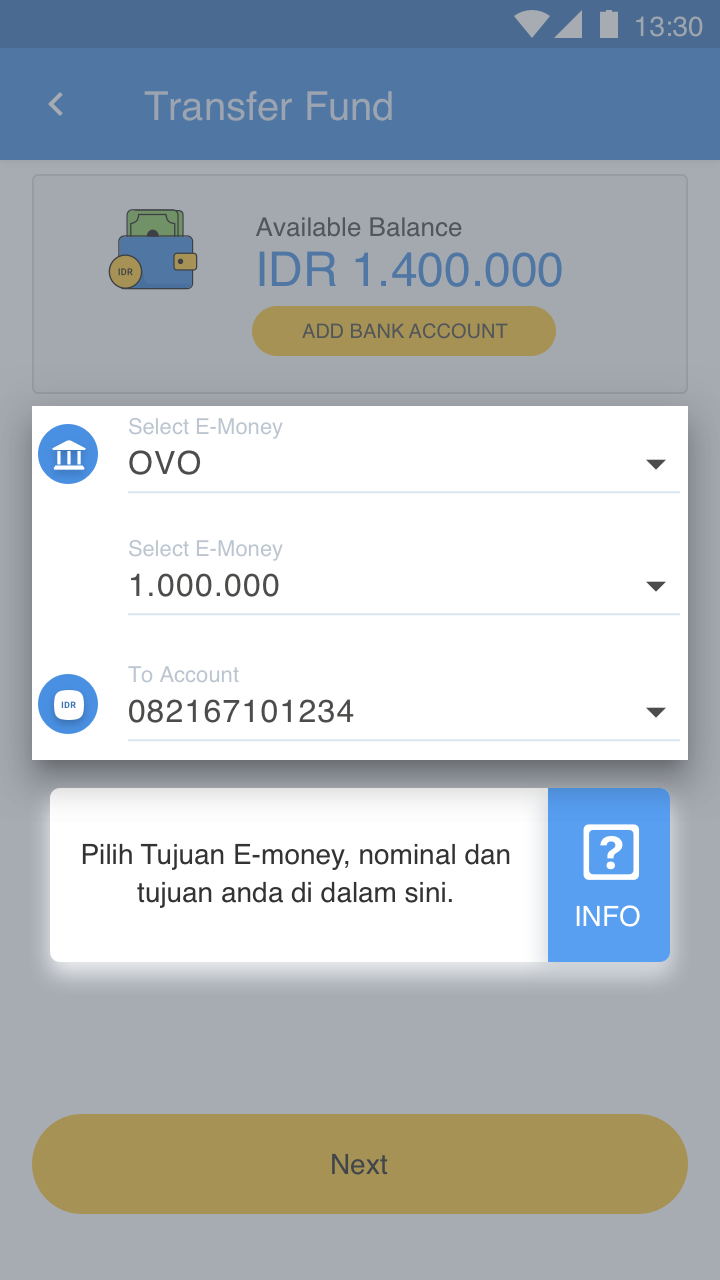 13:30
Transfer Fund
Available Balance
IDR 1.400.000
IDR
ADD BANK ACCOUNT
Select E-Money
OVO
Select E-Money
1.000.000
To Account
IDR
082167101234
Pilih Tujuan E-money, nominal dan
tujuan anda di dalam sini.
?
INFO
Next